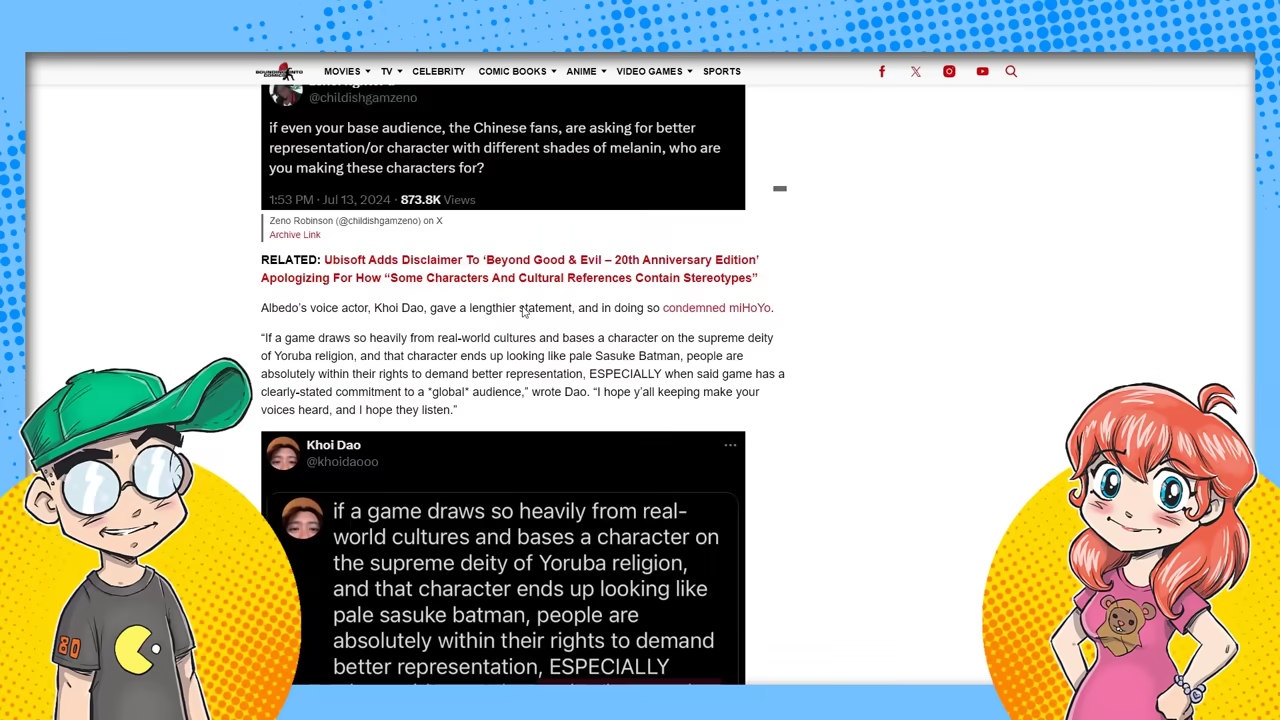 BOUNDING INTO COMICS
MOVIES TV CELEBRITY COMIC BOOKS ANIME VIDEO GAMES SPORTS
@childishgamzeno
if even your base audience, the Chinese fans, are asking for better
representation/or character with different shades of melanin, who are
you making these characters for?
1:53 PM · Jul 13, 2024 · 873.8K Views
Zeno Robinson (@childishgamzeno) on X
Archive Link
RELATED: Ubisoft Adds Disclaimer To ‘Beyond Good & Evil – 20th Anniversary Edition’
Apologizing For How “Some Characters And Cultural References Contain Stereotypes”
Albedo’s voice actor, Khoi Dao, gave a lengthier statement, and in doing so condemned miHoYo.
“If a game draws so heavily from real-world cultures and bases a character on the supreme deity
of Yoruba religion, and that character ends up looking like pale Sasuke Batman, people are
absolutely within their rights to demand better representation, ESPECIALLY when said game has a
clearly-stated commitment to a *global* audience,” wrote Dao. “I hope y’all keeping make your
voices heard, and I hope they listen.”
Khoi Dao
@khoidaooo
if a game draws so heavily from real-
world cultures and bases a character on
the supreme deity of Yoruba religion,
and that character ends up looking like
pale sasuke batman, people are
absolutely within their rights to demand
better representation, ESPECIALLY
80